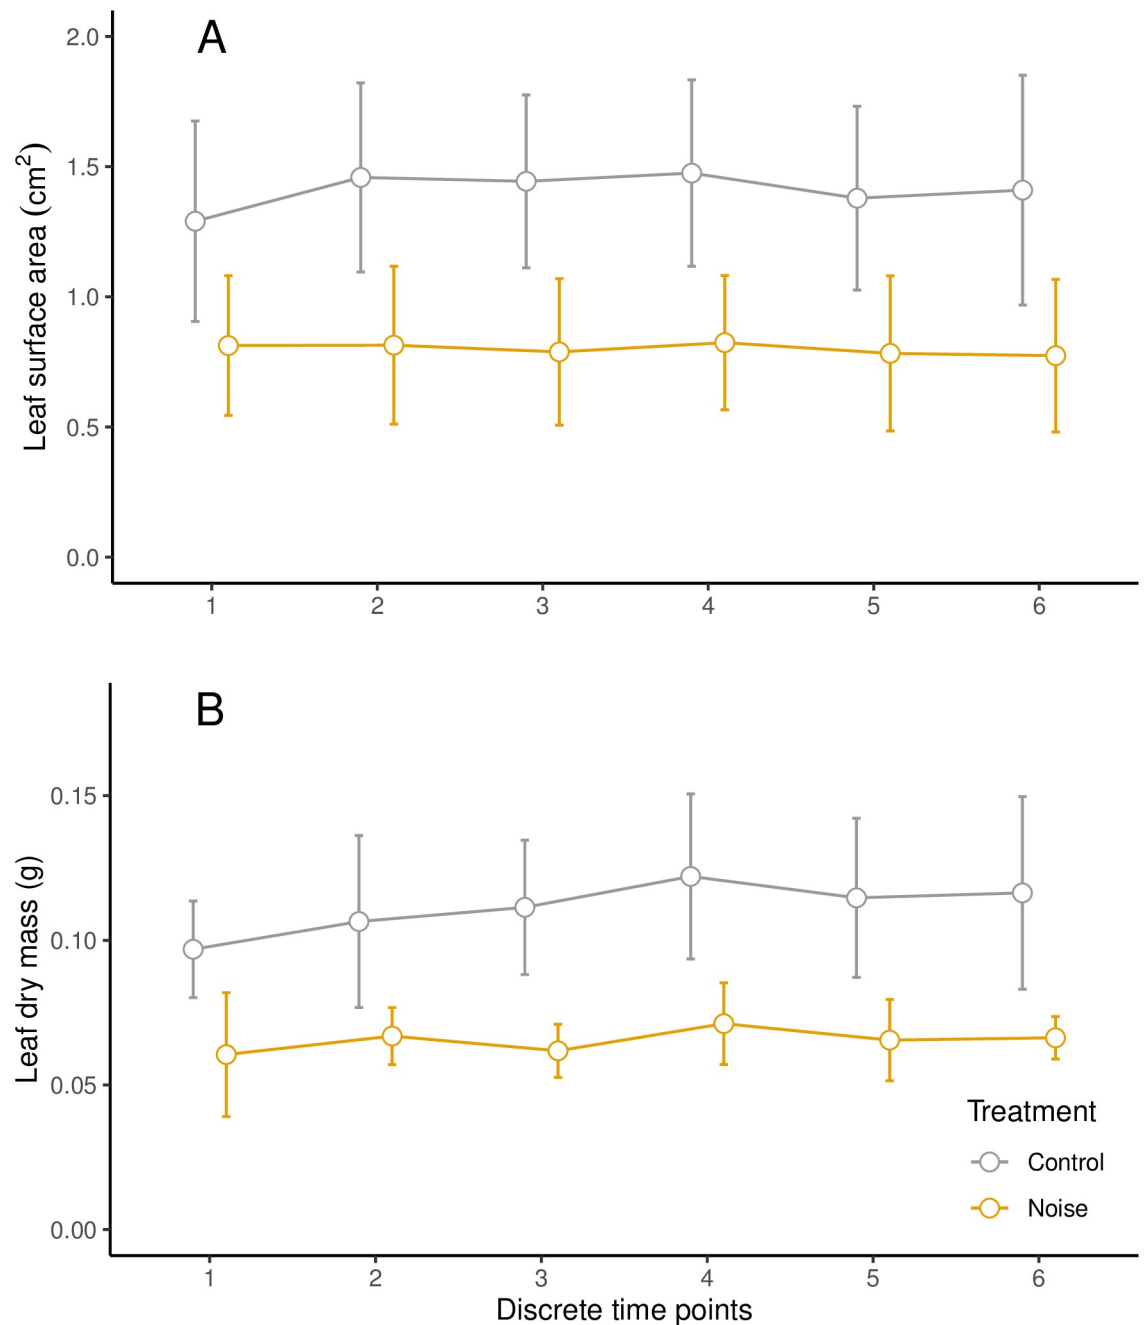 A
2.0
1.5
1.0
0.5
0.0
Leaf surface area (cm²)
1 2 3 4 5 6
B
0.15
0.10
0.05
0.00
Leaf dry mass (g)
Treatment
Control
Noise
1 2 3 4 5 6
Discrete time points